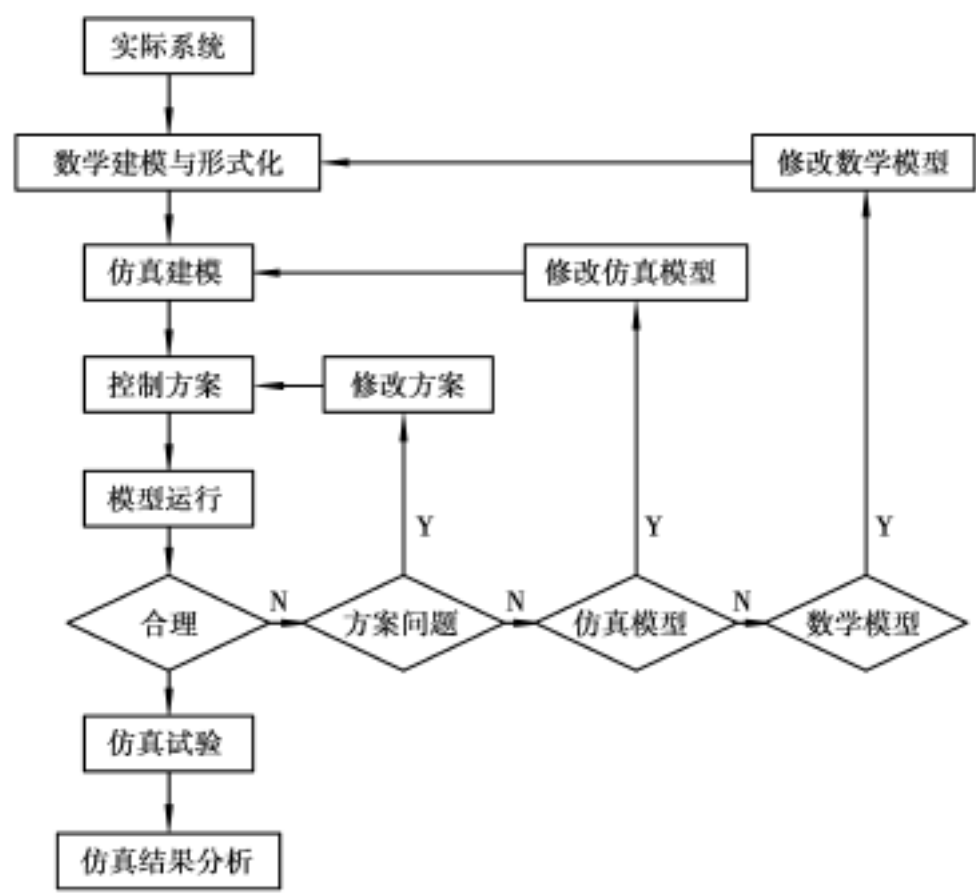 实际系统
数学建模与形式化
修改数学模型
仿真建模
修改仿真模型
控制方案
修改方案
模型运行
Y
Y
Y
合理
N
方案问题
N
仿真模型
N
数学模型
仿真试验
仿真结果分析